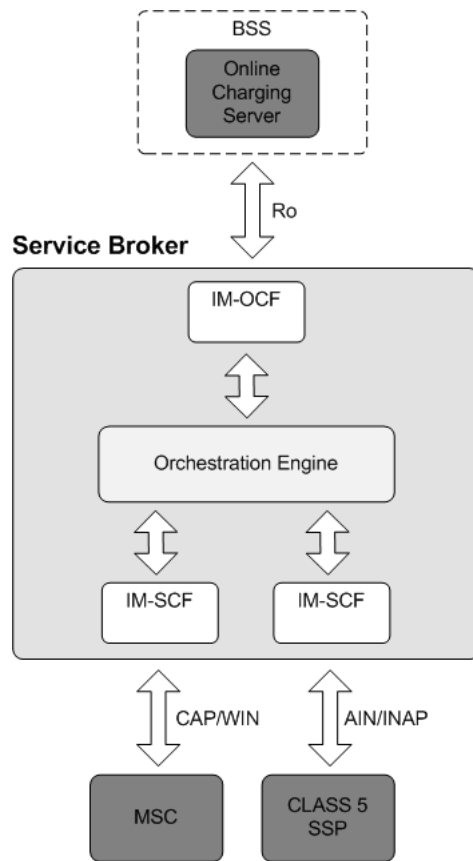 BSS
Online
Charging
Server
Ro
Service Broker
IM-OCF
Orchestration Engine
IM-SCF
IM-SCF
CAP/WIN
AIN/INAP
MSC
CLASS 5
SSP